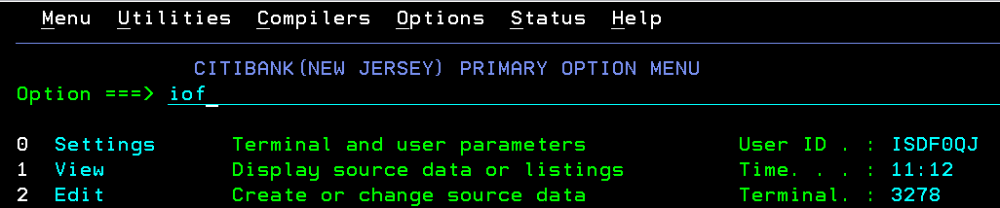 Menu Utilities Compilers Options Status Help
CITIBANK(NEW JERSEY) PRIMARY OPTION MENU
Option ===> iof_
0 Settings Terminal and user parameters User ID . : ISDF0QJ
1 View Display source data or listings Time. . . : 11:12
2 Edit Create or change source data Terminal. : 3278